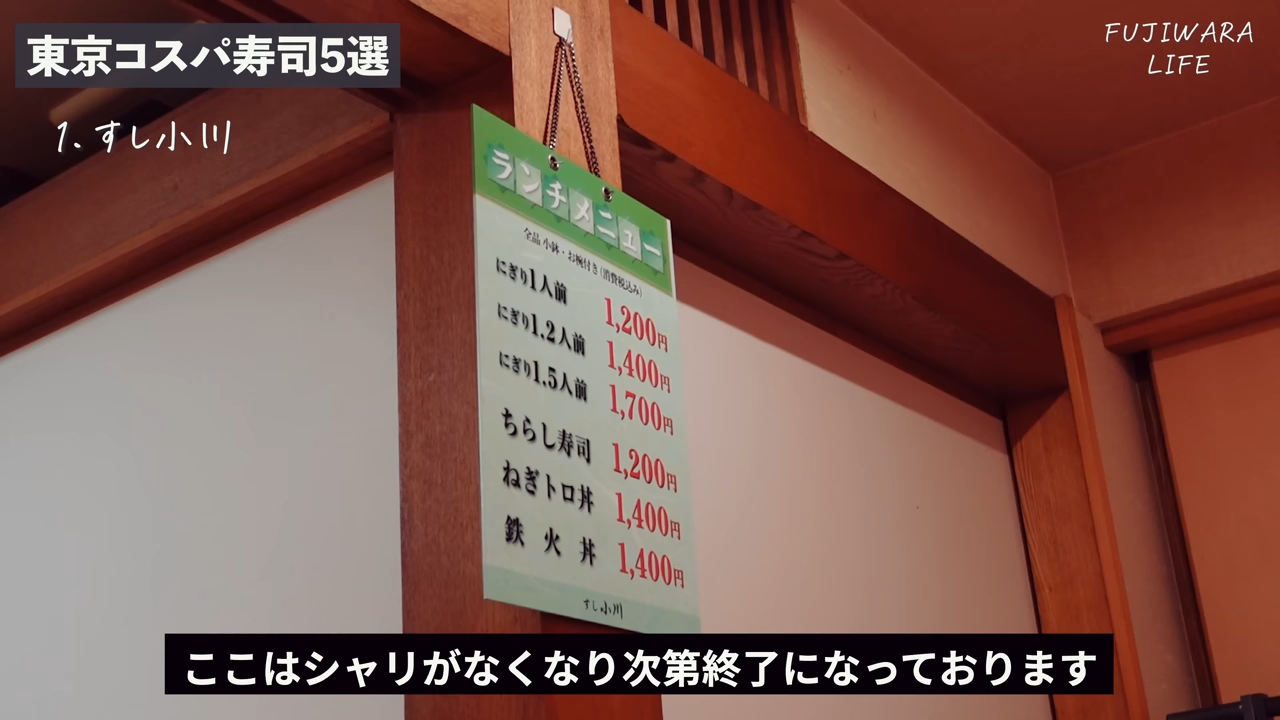 東京コスパ寿司5選
FUJIWARA
LIFE
1. すし小川
ランチメニュー
全品 小鉢・お椀付き(消費税込み)
にぎり1人前 1,200円
にぎり1.2人前 1,400円
にぎり1.5人前 1,700円
ちらし寿司 1,200円
ねぎトロ丼 1,400円
鉄火丼 1,400円
すし小川
ここはシャリがなくなり次第終了になっております